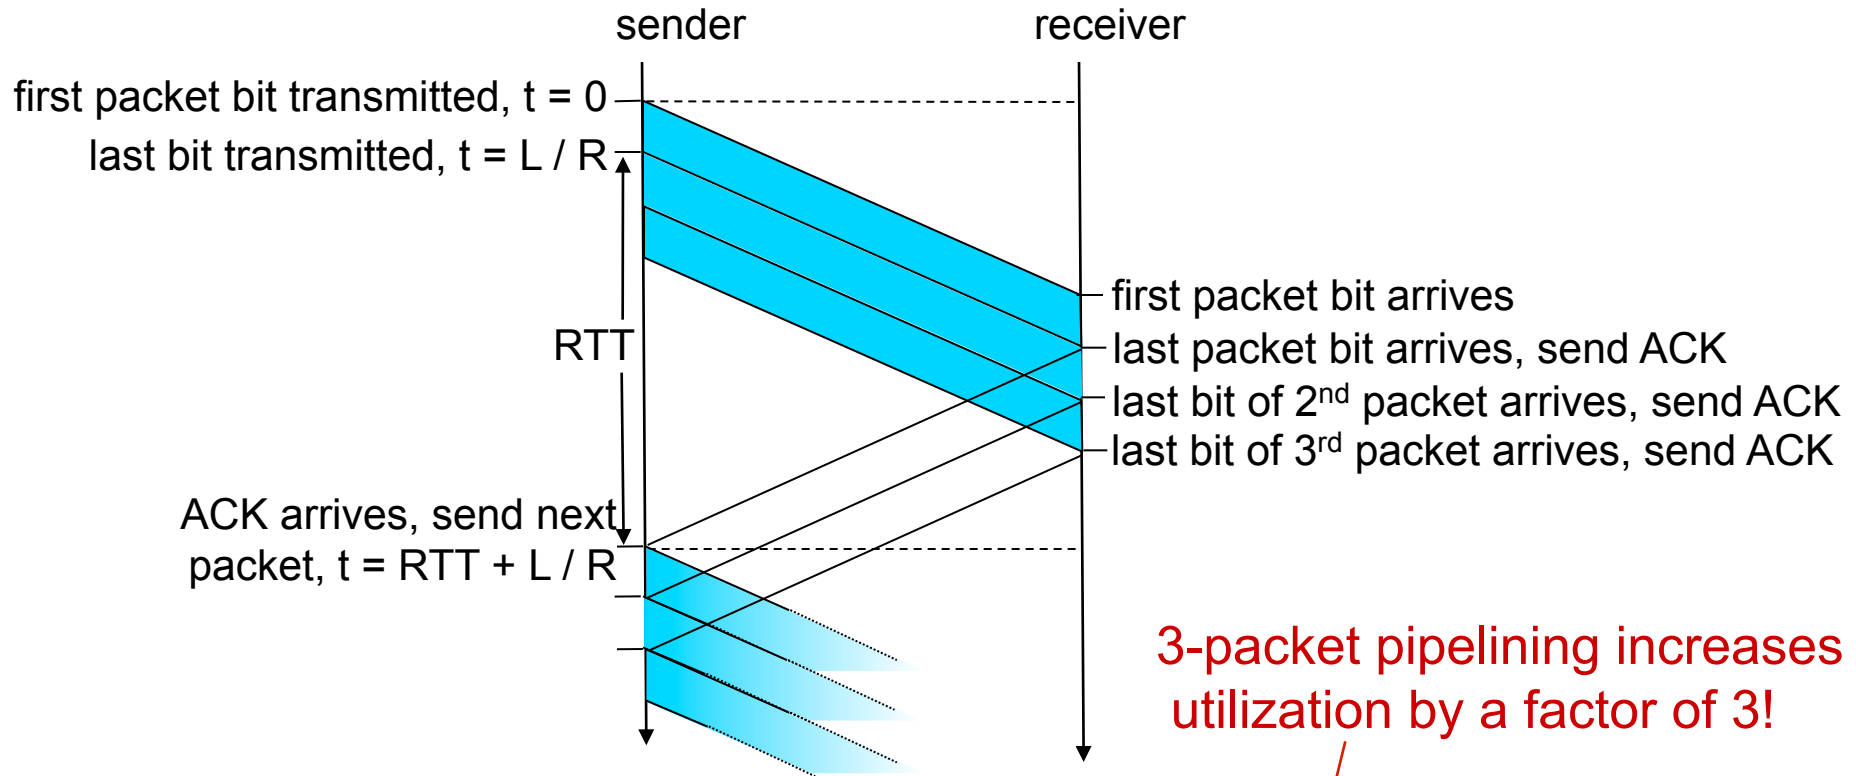 sender
receiver
first packet bit transmitted, t = 0
last bit transmitted, t = L / R
first packet bit arrives
RTT
last packet bit arrives, send ACK
last bit of 2nd packet arrives, send ACK
last bit of 3rd packet arrives, send ACK
ACK arrives, send next
packet, t = RTT + L / R
3-packet pipelining increases
utilization by a factor of 3!